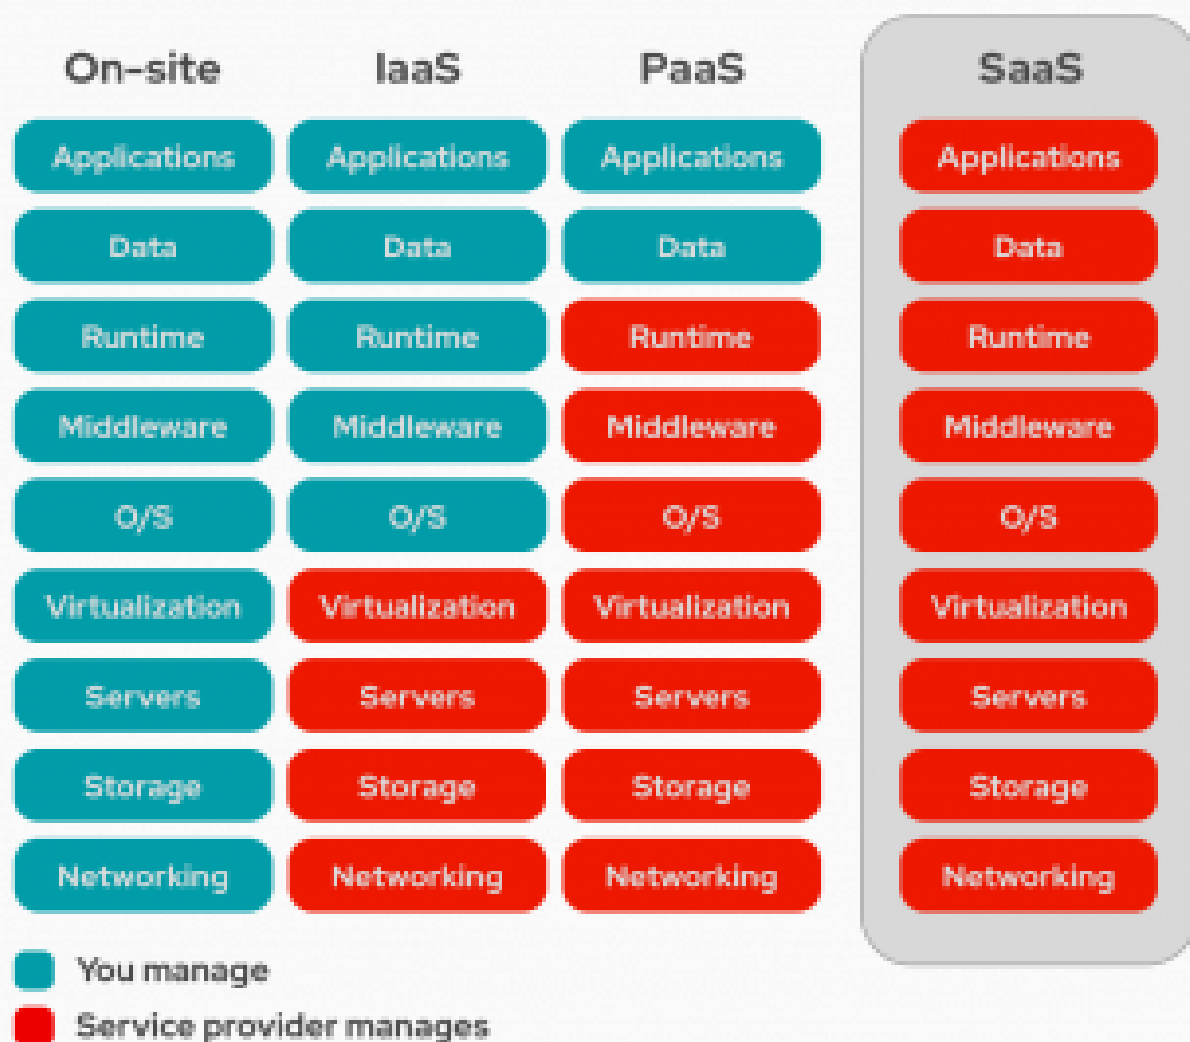 On-site IaaS PaaS SaaS
Applications Applications Applications Applications
Data Data Data Data
Runtime Runtime Runtime Runtime
Middleware Middleware Middleware Middleware
O/S O/S O/S O/S
Virtualization Virtualization Virtualization Virtualization
Servers Servers Servers Servers
Storage Storage Storage Storage
Networking Networking Networking Networking
You manage
Service provider manages